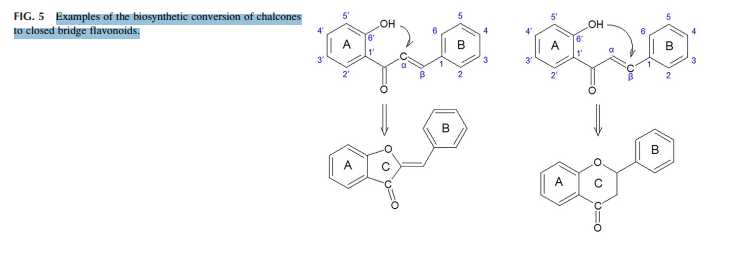 FIG. 5 Examples of the biosynthetic conversion of chalcones
to closed bridge flavonoids.
5' OH 5
4' 6' 6 4
A C B
1' α 1
3' β 3
2' 2
O
5' OH 5
4' 6' 6 4
A α B
1' C 1
3' β 3
2' 2
O
B
O
A C
C
O
B
O
A C
C
O